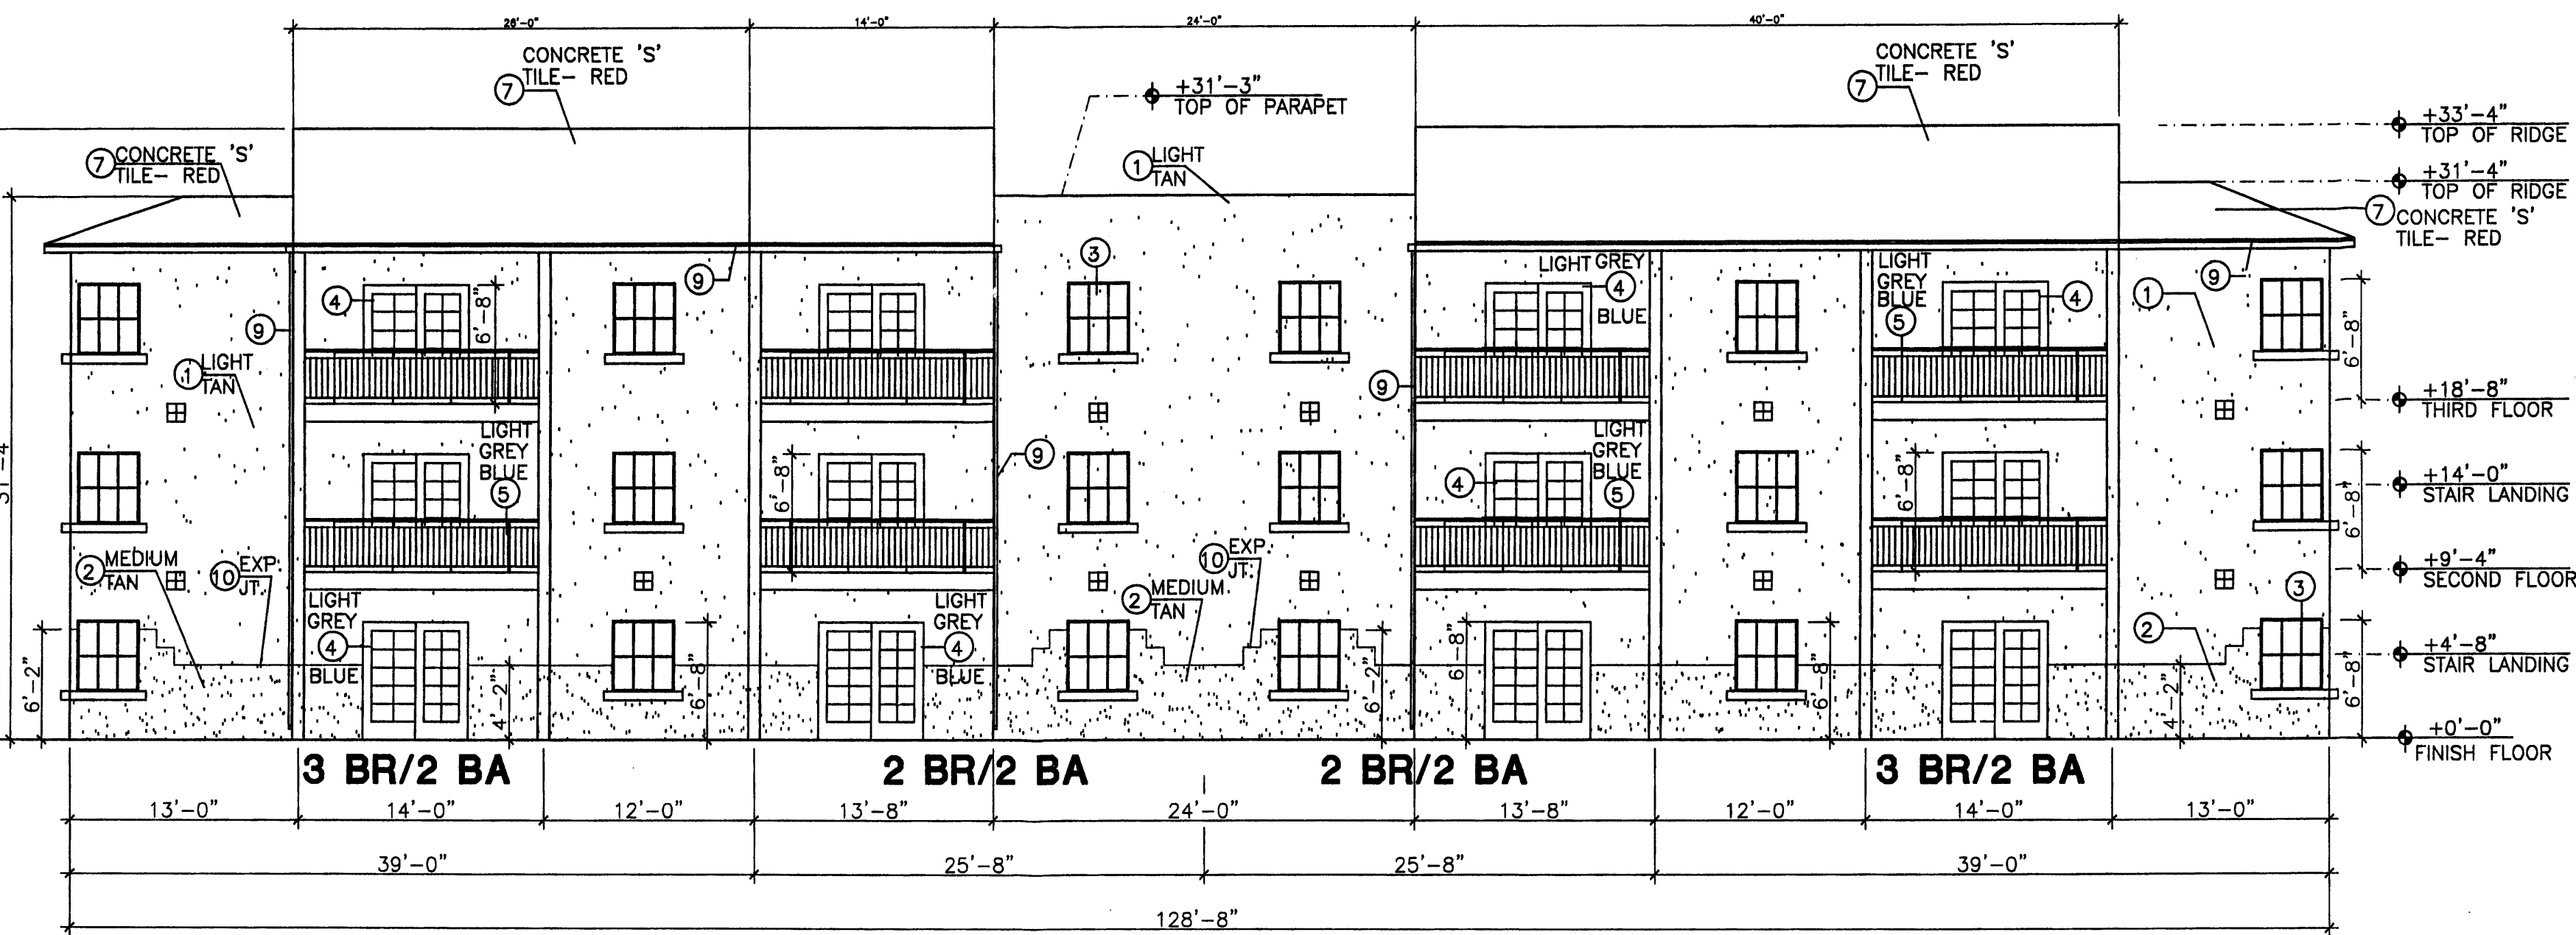 26'-0" 14'-0" 24'-0" 40'-0"
CONCRETE 'S'
7 TILE- RED
+31'-3"
TOP OF PARAPET
CONCRETE 'S'
7 TILE- RED
+33'-4"
TOP OF RIDGE
7 CONCRETE 'S'
TILE- RED
1 LIGHT
TAN
+31'-4"
TOP OF RIDGE
7 CONCRETE 'S'
TILE- RED
3
9
4
6'-8"
9
LIGHT GREY
4
BLUE
LIGHT
GREY
BLUE
5
4
1
9
6'-8"
1 LIGHT
TAN
9
9
+18'-8"
THIRD FLOOR
31'-4
LIGHT
GREY
BLUE
5
6'-8"
4
LIGHT
GREY
BLUE
5
6'-8"
6'-8"
+14'-0"
STAIR LANDING
2 MEDIUM
TAN
10 EXP.
JT.
10 EXP.
JT.
2 MEDIUM
TAN
+9'-4"
SECOND FLOOR
3
LIGHT
GREY
4
BLUE
LIGHT
GREY
4
BLUE
2
6'-2"
4'-2"
6'-8"
6'-2"
6'-8"
6'-8"
4'-2"
6'-8"
+4'-8"
STAIR LANDING
+0'-0"
FINISH FLOOR
3 BR/2 BA 2 BR/2 BA 2 BR/2 BA 3 BR/2 BA
13'-0" 14'-0" 12'-0" 13'-8" 24'-0" 13'-8" 12'-0" 14'-0" 13'-0"
39'-0" 25'-8" 25'-8" 39'-0"
128'-8"